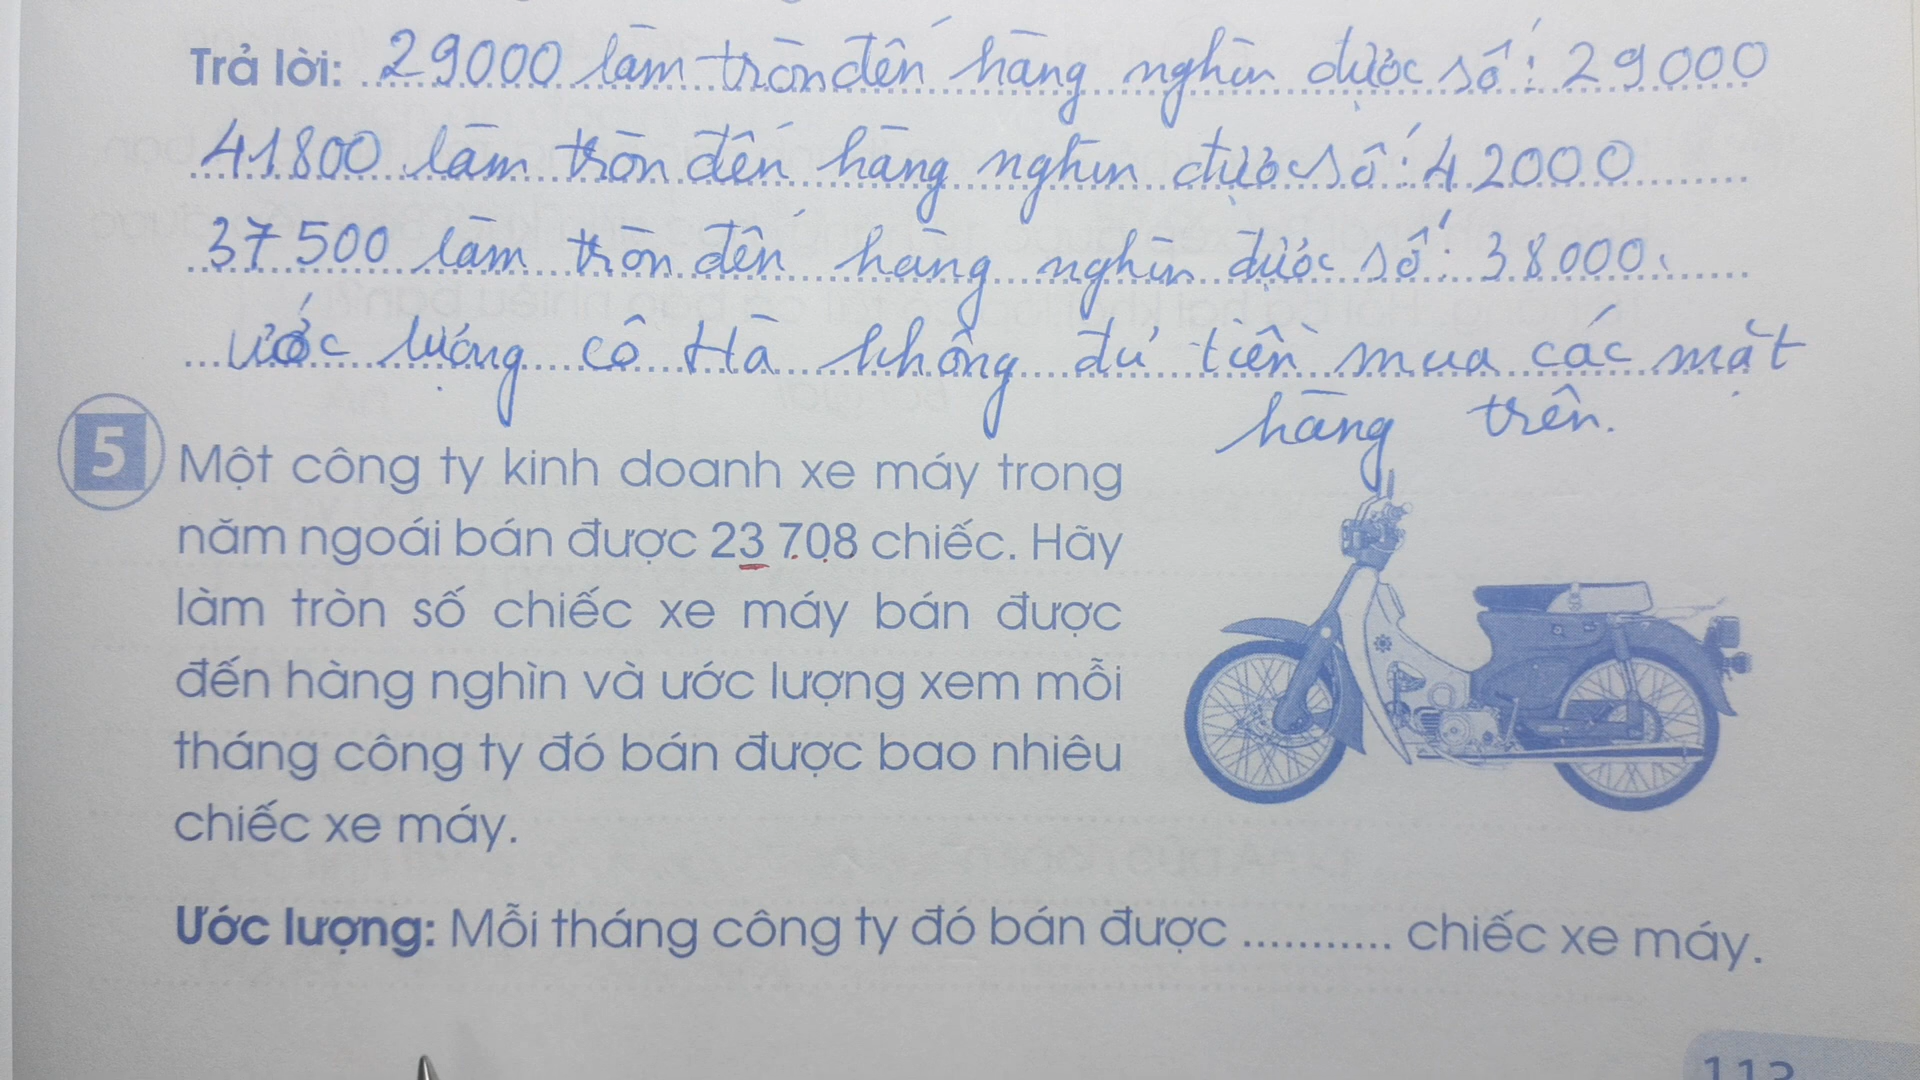 Trả lời: 29000 làm tròn đến hàng nghìn được số: 29000
41800 làm tròn đến hàng nghìn được số: 42000
37500 làm tròn đến hàng nghìn được số: 38000.
ước lượng cô Hà không đủ tiền mua các mặt
hàng trên.
5 Một công ty kinh doanh xe máy trong
năm ngoái bán được 23 708 chiếc. Hãy
làm tròn số chiếc xe máy bán được
đến hàng nghìn và ước lượng xem mỗi
tháng công ty đó bán được bao nhiêu
chiếc xe máy.
Ước lượng: Mỗi tháng công ty đó bán được ........... chiếc xe máy.